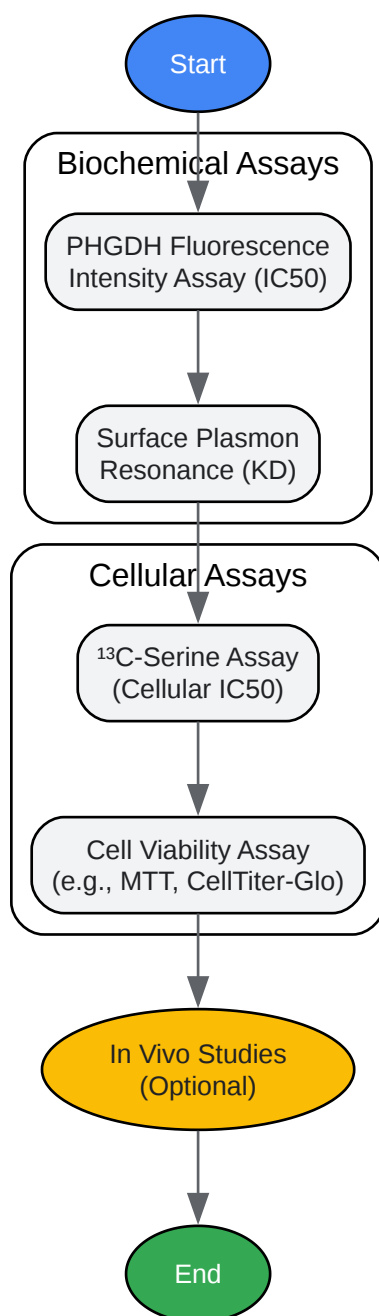 Start
Biochemical Assays
PHGDH Fluorescence
Intensity Assay (IC50)
Surface Plasmon
Resonance (KD)
Cellular Assays
¹³C-Serine Assay
(Cellular IC50)
Cell Viability Assay
(e.g., MTT, CellTiter-Glo)
In Vivo Studies
(Optional)
End